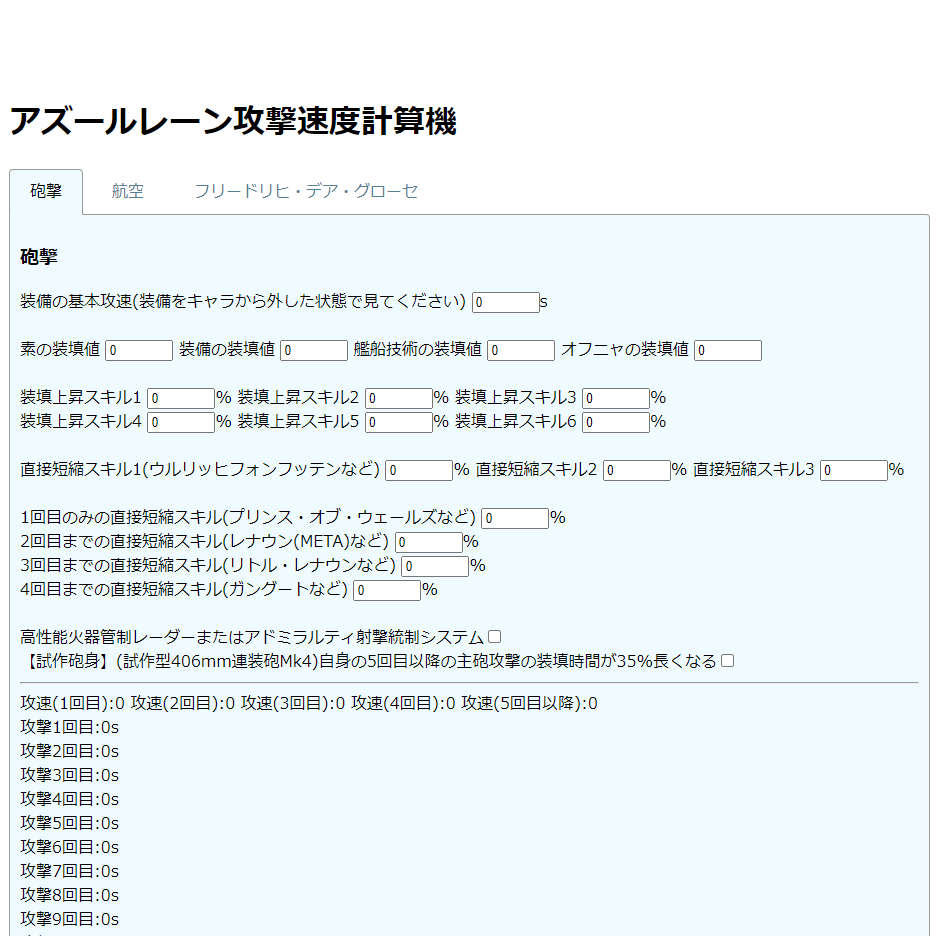 アズールレーン攻撃速度計算機
砲撃 航空 フリードリヒ・デア・グローセ
砲撃
装備の基本攻速(装備をキャラから外した状態で見てください) 0 s
素の装填値 0 装備の装填値 0 艦船技術の装填値 0 オフニャの装填値 0
装填上昇スキル1 0 % 装填上昇スキル2 0 % 装填上昇スキル3 0 %
装填上昇スキル4 0 % 装填上昇スキル5 0 % 装填上昇スキル6 0 %
直接短縮スキル1(ウルリッヒフォンフッテンなど) 0 % 直接短縮スキル2 0 % 直接短縮スキル3 0 %
1回目のみの直接短縮スキル(プリンス・オブ・ウェールズなど) 0 %
2回目までの直接短縮スキル(レナウン(META)など) 0 %
3回目までの直接短縮スキル(リトル・レナウンなど) 0 %
4回目までの直接短縮スキル(ガングートなど) 0 %
高性能火器管制レーダーまたはアドミラルティ射撃統制システム
【試作砲身】(試作型406mm連装砲Mk4)自身の5回目以降の主砲攻撃の装填時間が35%長くなる
攻速(1回目):0 攻速(2回目):0 攻速(3回目):0 攻速(4回目):0 攻速(5回目以降):0
攻撃1回目:0s
攻撃2回目:0s
攻撃3回目:0s
攻撃4回目:0s
攻撃5回目:0s
攻撃6回目:0s
攻撃7回目:0s
攻撃8回目:0s
攻撃9回目:0s